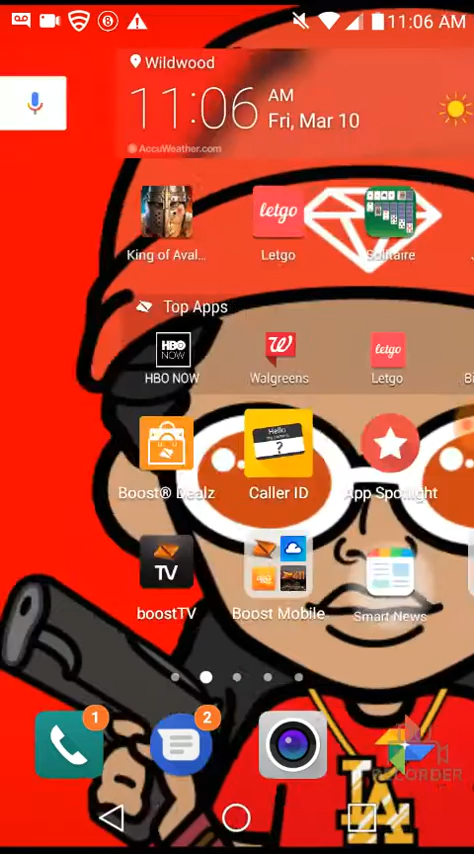 11:06 AM
Wildwood
11:06 AM
Fri, Mar 10
AccuWeather.com
letgo
King of Aval...
Letgo
Solitaire
Top Apps
HBO
NOW
letgo
HBO NOW
Walgreens
Letgo
Bi
Hello
?
Boost® Dealz
Caller ID
App Spotlight
TV
boostTV
Boost Mobile
Smart News
1
2
RECORDER
LA